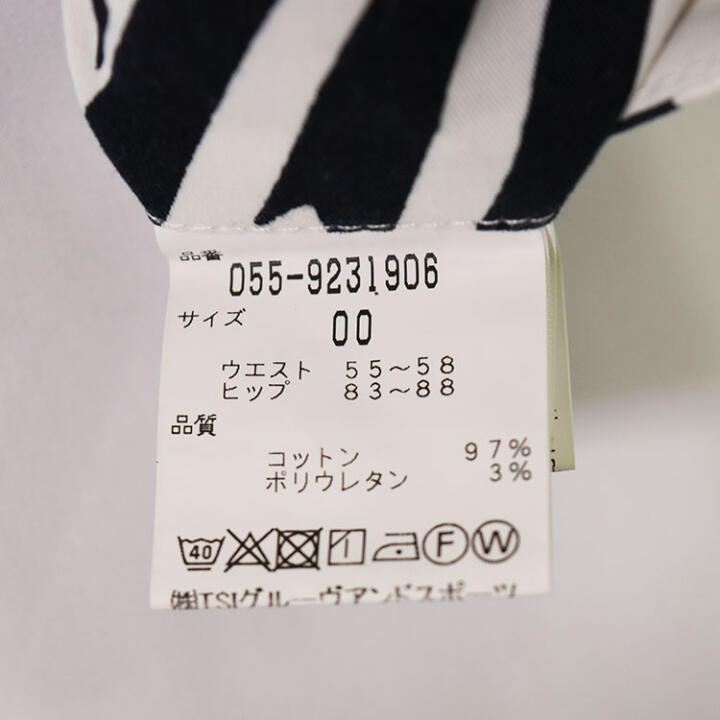 品番
055-9231906
サイズ
00
ウエスト 55～58
ヒップ 83～88
品質
コットン 97%
ポリウレタン 3%
40 F W
㈱TSIグルーヴアンドスポーツ